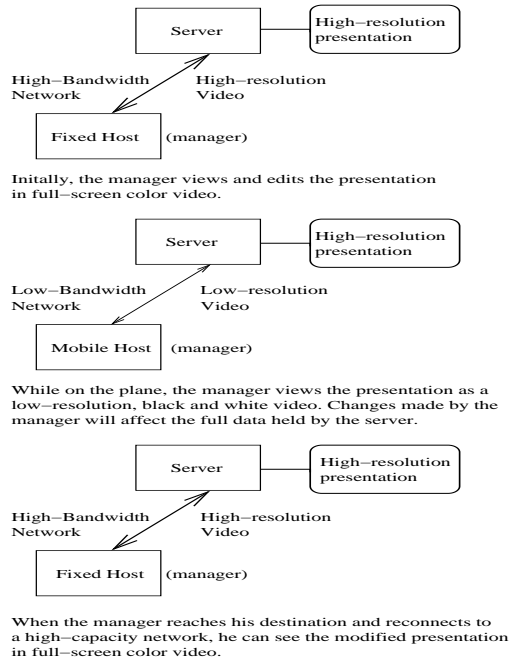 Server
High−resolution
presentation
High−Bandwidth
Network
High−resolution
Video
Fixed Host
(manager)
Initally, the manager views and edits the presentation
in full−screen color video.
Server
High−resolution
presentation
Low−Bandwidth
Network
Low−resolution
Video
Mobile Host
(manager)
While on the plane, the manager views the presentation as a
low−resolution, black and white video. Changes made by the
manager will affect the full data held by the server.
Server
High−resolution
presentation
High−Bandwidth
Network
High−resolution
Video
Fixed Host
(manager)
When the manager reaches his destination and reconnects to
a high−capacity network, he can see the modified presentation
in full−screen color video.